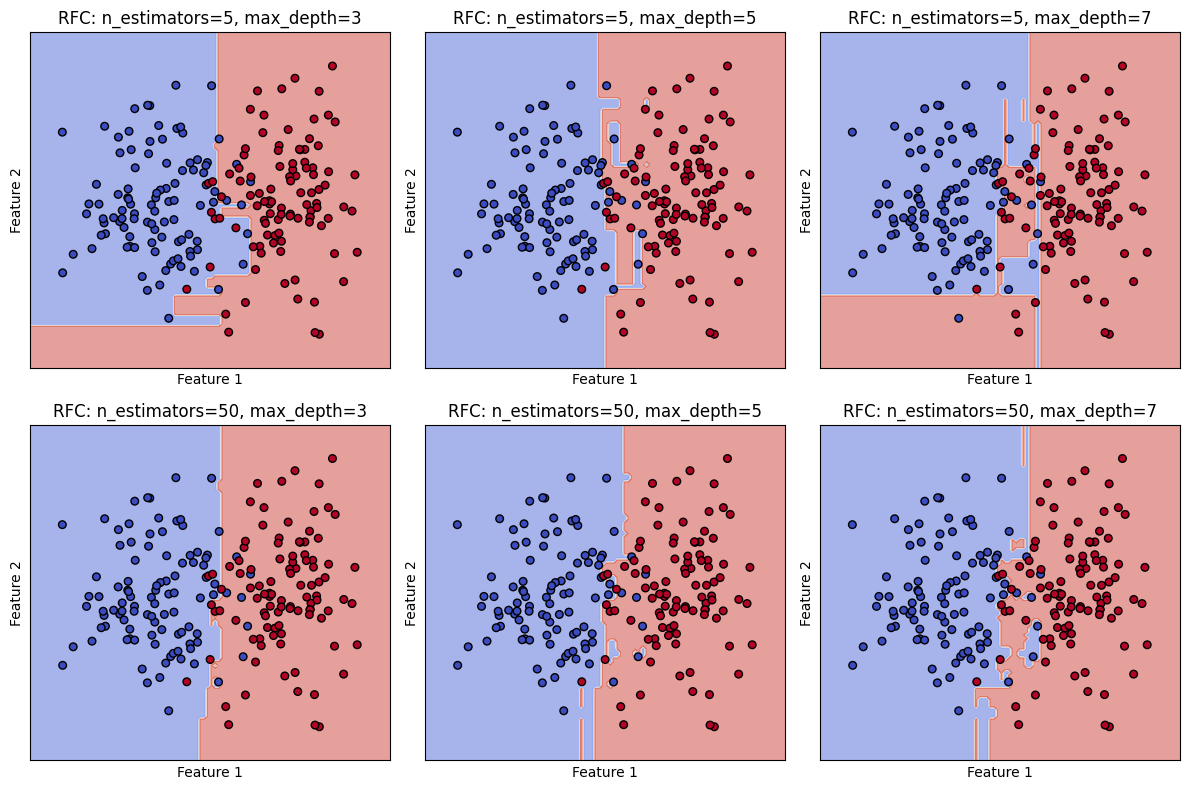 RFC: n_estimators=5, max_depth=3
RFC: n_estimators=5, max_depth=5
RFC: n_estimators=5, max_depth=7
Feature 2
Feature 2
Feature 2
Feature 1
Feature 1
Feature 1
RFC: n_estimators=50, max_depth=3
RFC: n_estimators=50, max_depth=5
RFC: n_estimators=50, max_depth=7
Feature 2
Feature 2
Feature 2
Feature 1
Feature 1
Feature 1